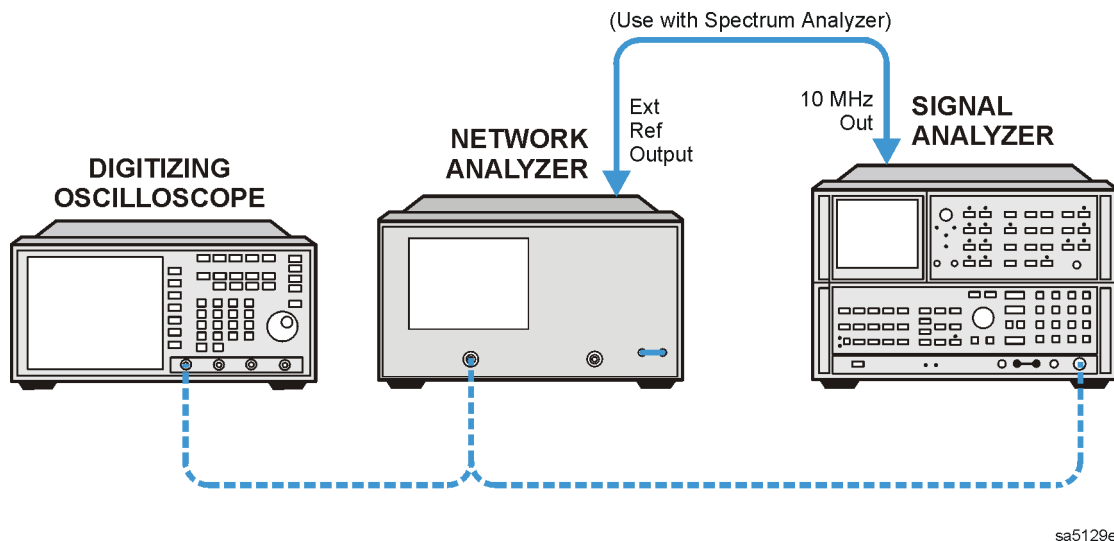 (Use with Spectrum Analyzer)
Ext
Ref
Output
10 MHz
Out
SIGNAL
ANALYZER
NETWORK
ANALYZER
DIGITIZING
OSCILLOSCOPE
sa5129e